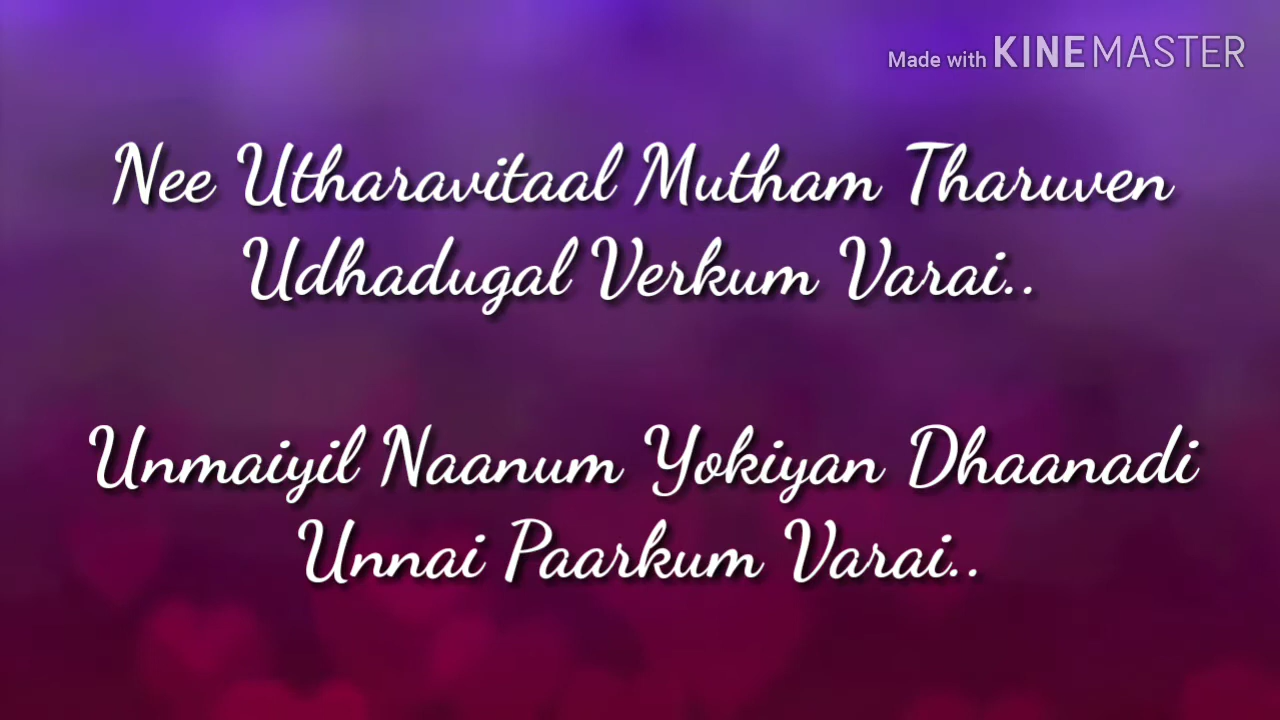 Made with KINEMASTER
Nee Utharavitaal Mutham Tharuven
Udhadugal Verkum Varai..
Unmaiyil Naanum Yokiyan Dhaanadi
Unnai Paarkum Varai..